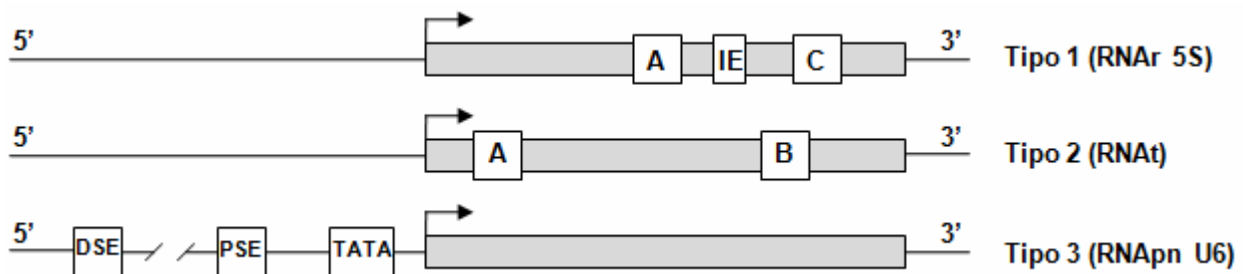 5’ A IE C 3’ Tipo 1 (RNAr 5S)
5’ A B 3’ Tipo 2 (RNAt)
5’ DSE PSE TATA 3’ Tipo 3 (RNApn U6)